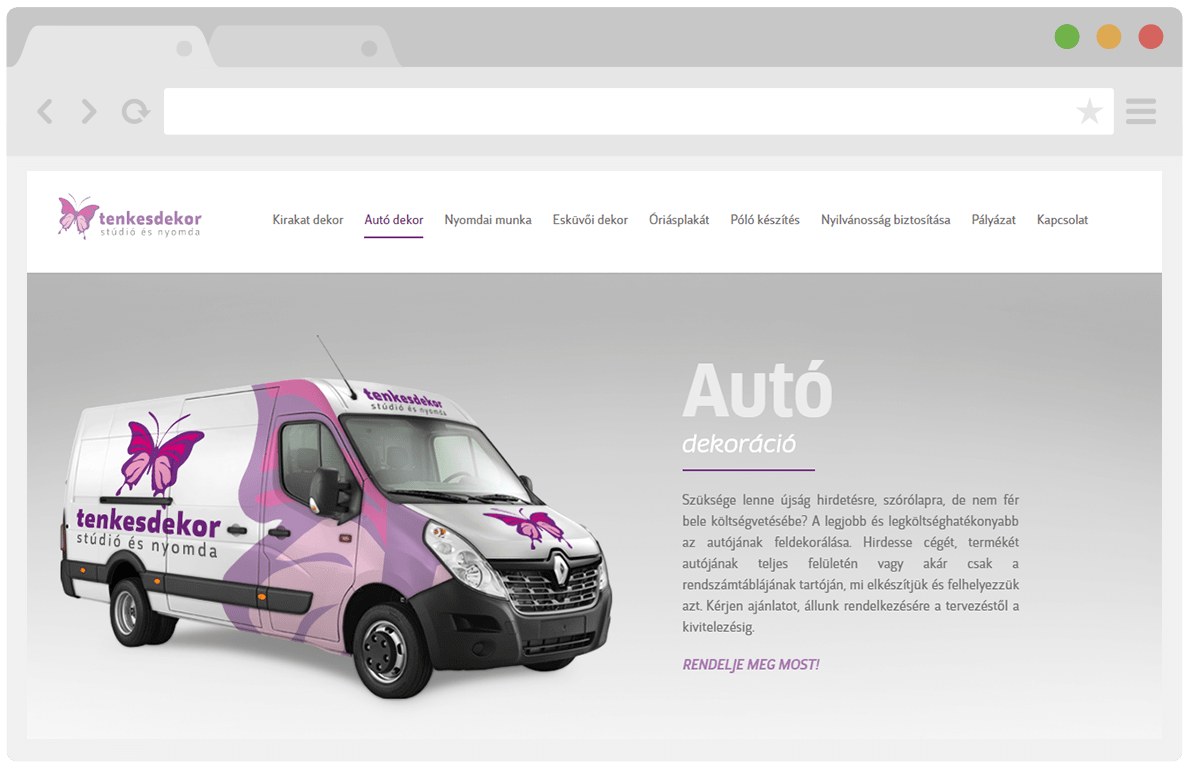 tenkesdekor
stúdió és nyomda
Kirakat dekor Autó dekor Nyomdai munka Esküvői dekor Óriásplakát Póló készítés Nyilvánosság biztosítása Pályázat Kapcsolat
tenkesdekor
stúdió és nyomda
tenkesdekor
stúdió és nyomda
Autó
dekoráció
Szüksége lenne újság hirdetésre, szórólapra, de nem fér
bele költségvetésébe? A legjobb és legköltséghatékonyabb
az autójának feldekorálása. Hirdesse cégét, termékét
autójának teljes felületén vagy akár csak a
rendszámtáblájának tartóján, mi elkészítjük és felhelyezzük
azt. Kérjen ajánlatot, állunk rendelkezésére a tervezéstől a
kivitelezésig.
RENDELJE MEG MOST!